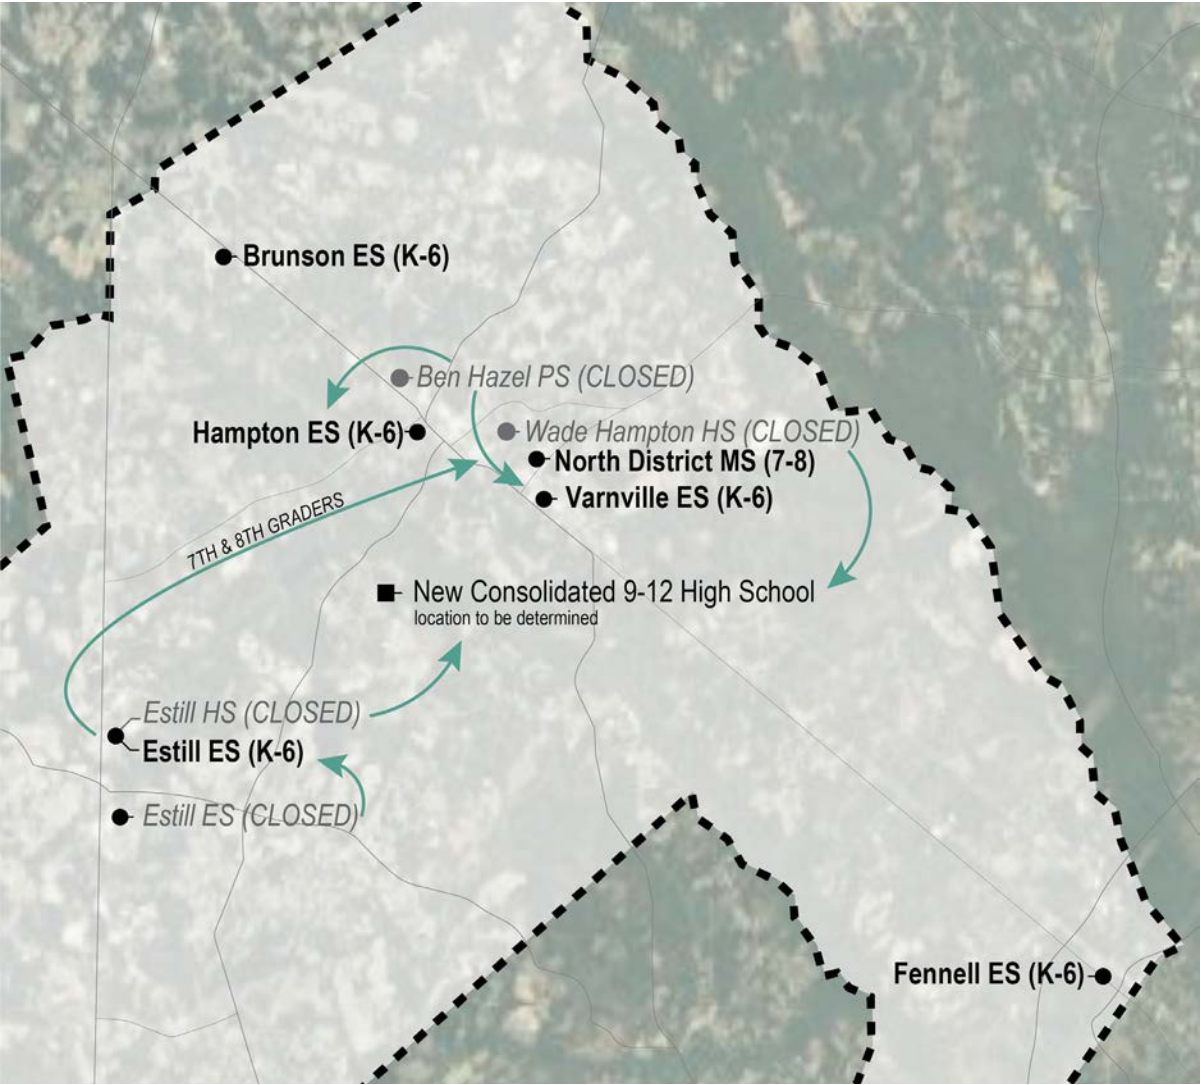 Brunson ES (K-6)
Ben Hazel PS (CLOSED)
Hampton ES (K-6)
Wade Hampton HS (CLOSED)
North District MS (7-8)
Varnville ES (K-6)
7TH & 8TH GRADERS
New Consolidated 9-12 High School
location to be determined
Estill HS (CLOSED)
Estill ES (K-6)
Estill ES (CLOSED)
Fennell ES (K-6)